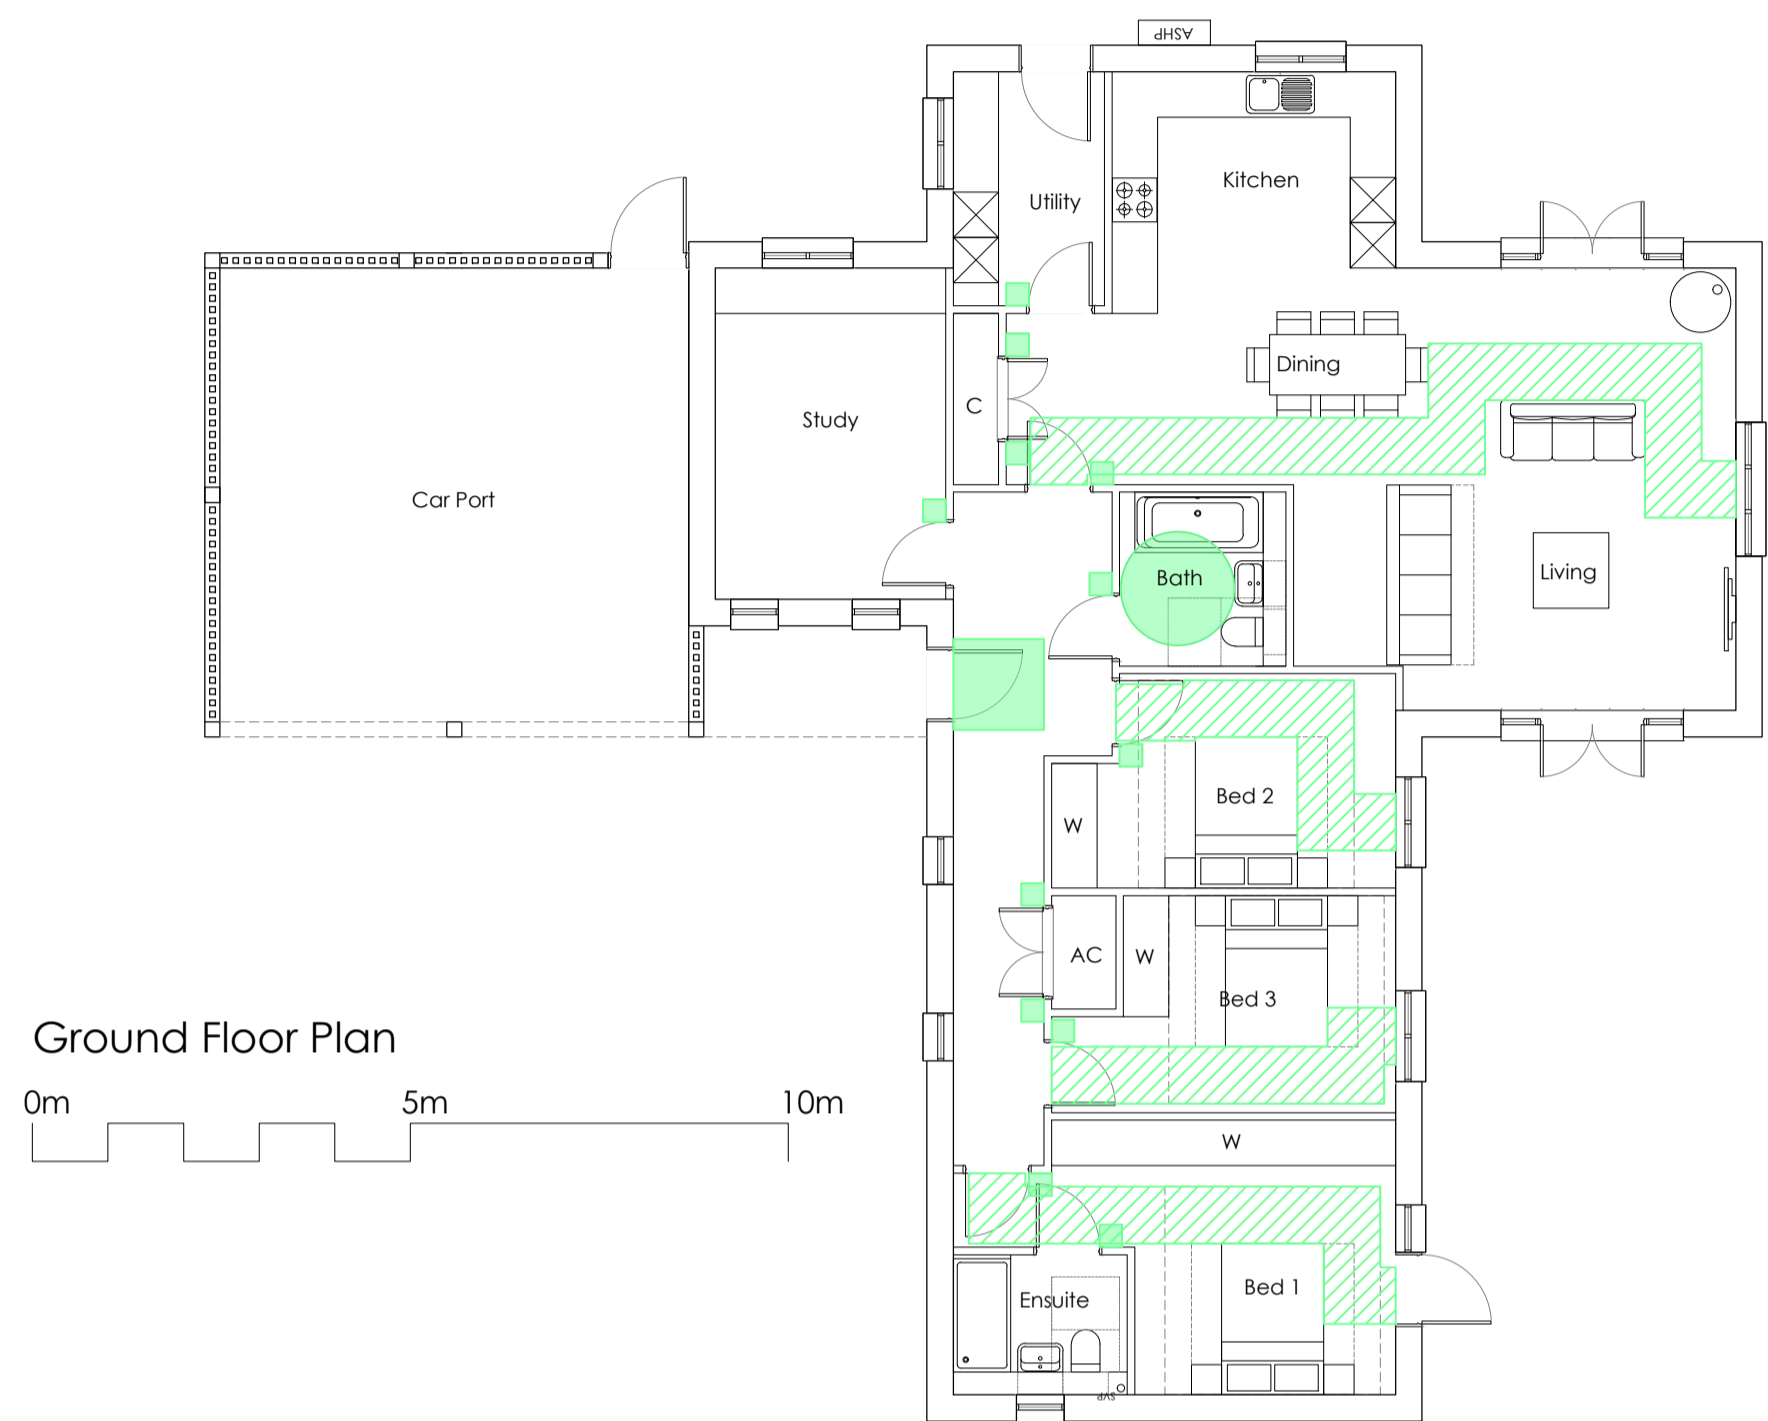 ASHP
Kitchen
Utility
Dining
C
Study
Car Port
Bath
Living
Bed 2
W
AC
W
Bed 3
Ground Floor Plan
0m 5m 10m
W
Bed 1
Ensuite
SVP